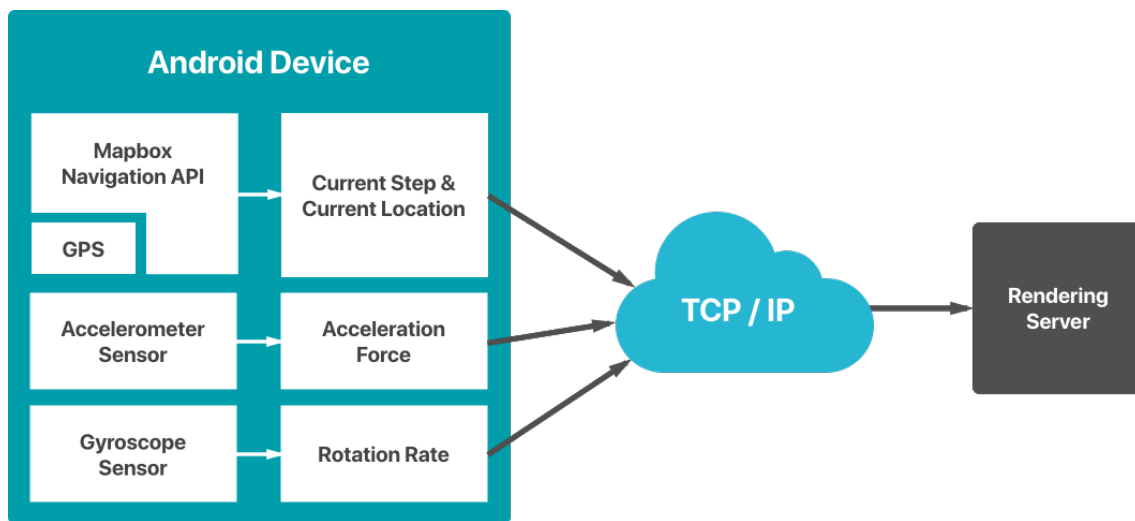 Android Device
Mapbox
Navigation API
GPS
Current Step &
Current Location
Accelerometer
Sensor
Acceleration
Force
Gyroscope
Sensor
Rotation Rate
TCP / IP
Rendering
Server